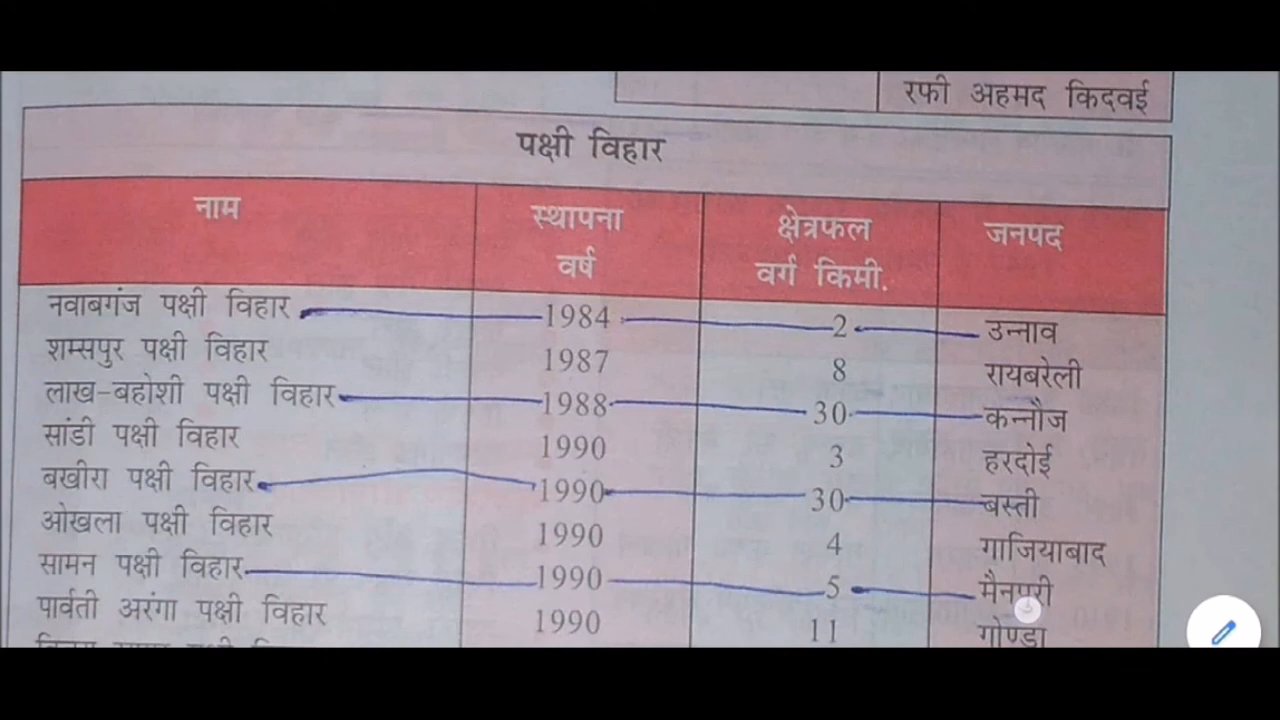 रफी अहमद किदवई
पक्षी विहार
नाम स्थापना वर्ष क्षेत्रफल वर्ग किमी. जनपद
नवाबगंज पक्षी विहार 1984 2 उन्नाव
शम्सपुर पक्षी विहार 1987 8 रायबरेली
लाख-बहोशी पक्षी विहार 1988 30 कन्नौज
सांडी पक्षी विहार 1990 3 हरदोई
बखीरा पक्षी विहार 1990 30 बस्ती
ओखला पक्षी विहार 1990 4 गाजियाबाद
सामन पक्षी विहार 1990 5 मैनपुरी
पार्वती अरंगा पक्षी विहार 1990 11 गोण्डा